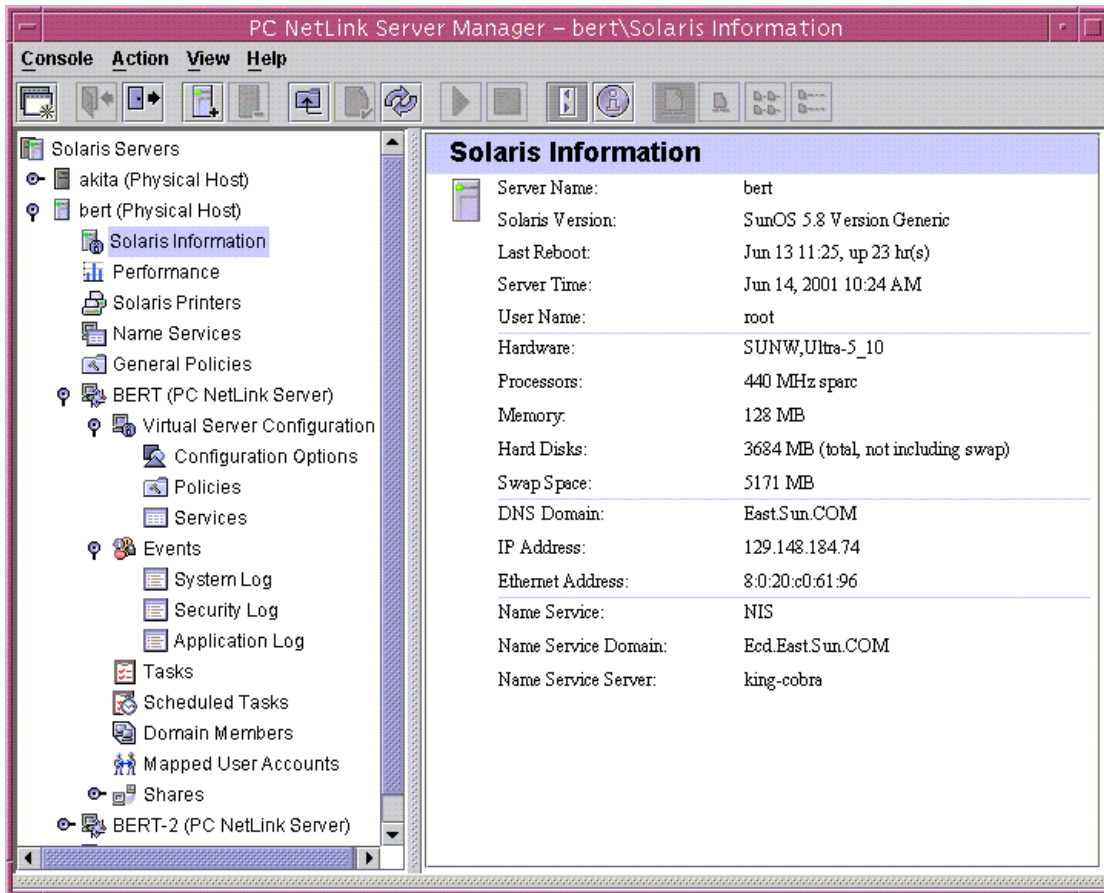 PC NetLink Server Manager – bert\Solaris Information
Console Action View Help
Solaris Servers
akita (Physical Host)
bert (Physical Host)
Solaris Information
Performance
Solaris Printers
Name Services
General Policies
BERT (PC NetLink Server)
Virtual Server Configuration
Configuration Options
Policies
Services
Events
System Log
Security Log
Application Log
Tasks
Scheduled Tasks
Domain Members
Mapped User Accounts
Shares
BERT-2 (PC NetLink Server)
Solaris Information
Server Name: bert
Solaris Version: SunOS 5.8 Version Generic
Last Reboot: Jun 13 11:25, up 23 hr(s)
Server Time: Jun 14, 2001 10:24 AM
User Name: root
Hardware: SUNW,Ultra-5_10
Processors: 440 MHz sparc
Memory: 128 MB
Hard Disks: 3684 MB (total, not including swap)
Swap Space: 5171 MB
DNS Domain: East.Sun.COM
IP Address: 129.148.184.74
Ethernet Address: 8:0:20:c0:61:96
Name Service: NIS
Name Service Domain: Ecd.East.Sun.COM
Name Service Server: king-cobra